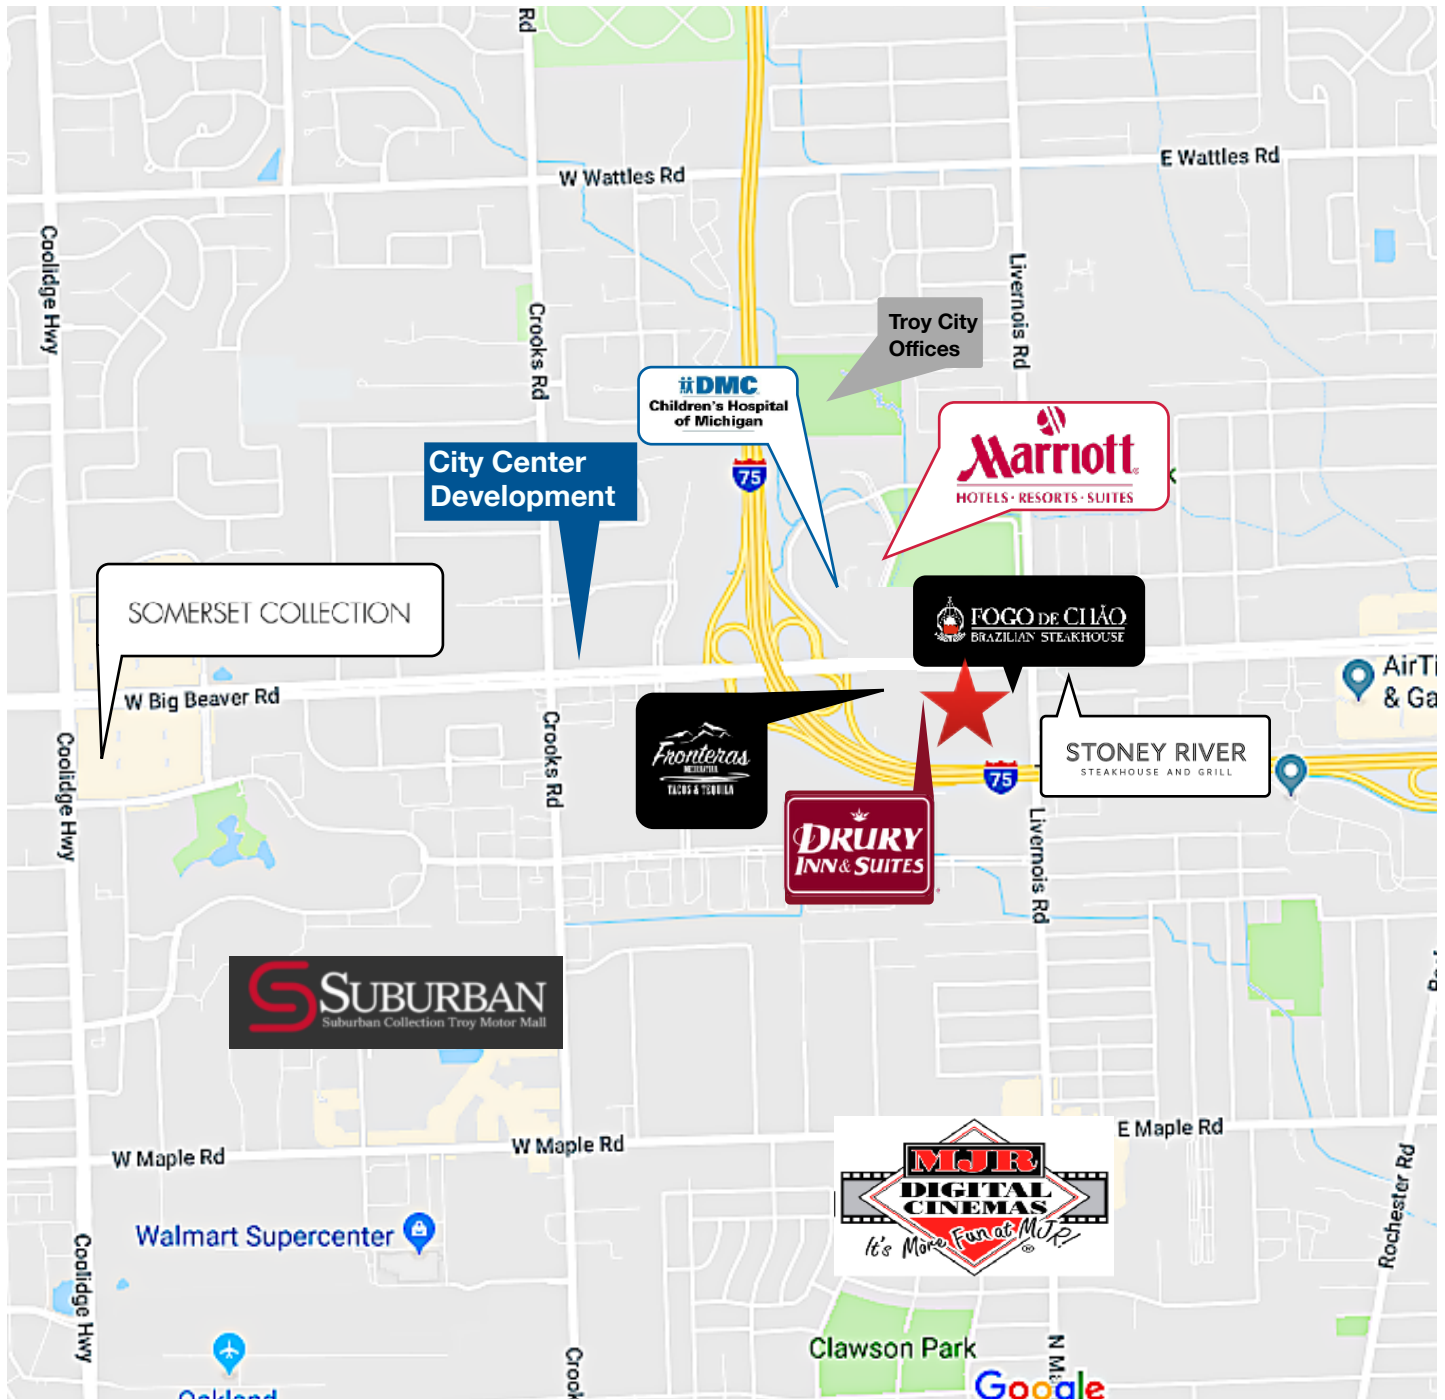 Rd
W Wattles Rd
E Wattles Rd
Coolidge Hwy
Crooks Rd
Livernois Rd
Troy City
Offices
DMC
Children's Hospital
of Michigan
Marriott
HOTELS · RESORTS · SUITES
75
City Center
Development
SOMERSET COLLECTION
FOGO DE CHÃO
BRAZILIAN STEAKHOUSE
W Big Beaver Rd
AirTi
& Ga
Fronteras
TACOS & TEQUILA
STONEY RIVER
STEAKHOUSE AND GRILL
75
Coolidge Hwy
Crooks Rd
DRURY
INN & SUITES
Livernois Rd
SUBURBAN
Suburban Collection Troy Motor Mall
W Maple Rd
W Maple Rd
E Maple Rd
MJR
DIGITAL
CINEMAS
It's More Fun at MJR!
Rochester Rd
Walmart Supercenter
Coolidge Hwy
Clawson Park
N Ma
Crook
Oakland
Google